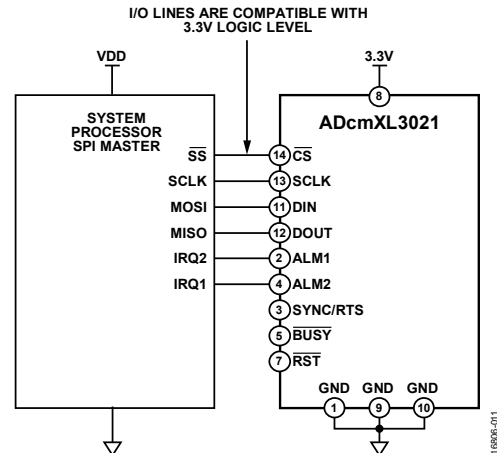 I/O LINES ARE COMPATIBLE WITH
3.3V LOGIC LEVEL
VDD
3.3V
8
SYSTEM
PROCESSOR
SPI MASTER
ADcmXL3021
SS 14 CS
SCLK 13 SCLK
MOSI 11 DIN
MISO 12 DOUT
IRQ2 2 ALM1
IRQ1 4 ALM2
3 SYNC/RTS
5 BUSY
7 RST
GND GND GND
1 9 10
16806-011